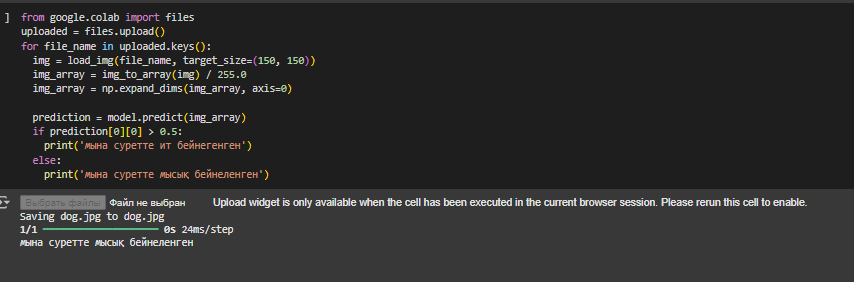 from google.colab import files
uploaded = files.upload()
for file_name in uploaded.keys():
  img = load_img(file_name, target_size=(150, 150))
  img_array = img_to_array(img) / 255.0
  img_array = np.expand_dims(img_array, axis=0)

  prediction = model.predict(img_array)
  if prediction[0][0] > 0.5:
    print('мына суретте ит бейнегенген')
  else:
    print('мына суретте мысық бейнеленген')
Выбрать файлы Файл не выбран Upload widget is only available when the cell has been executed in the current browser session. Please rerun this cell to enable.
Saving dog.jpg to dog.jpg
1/1 ━━━━━━━━━━━━━━━━━━━━ 0s 24ms/step
мына суретте мысық бейнеленген